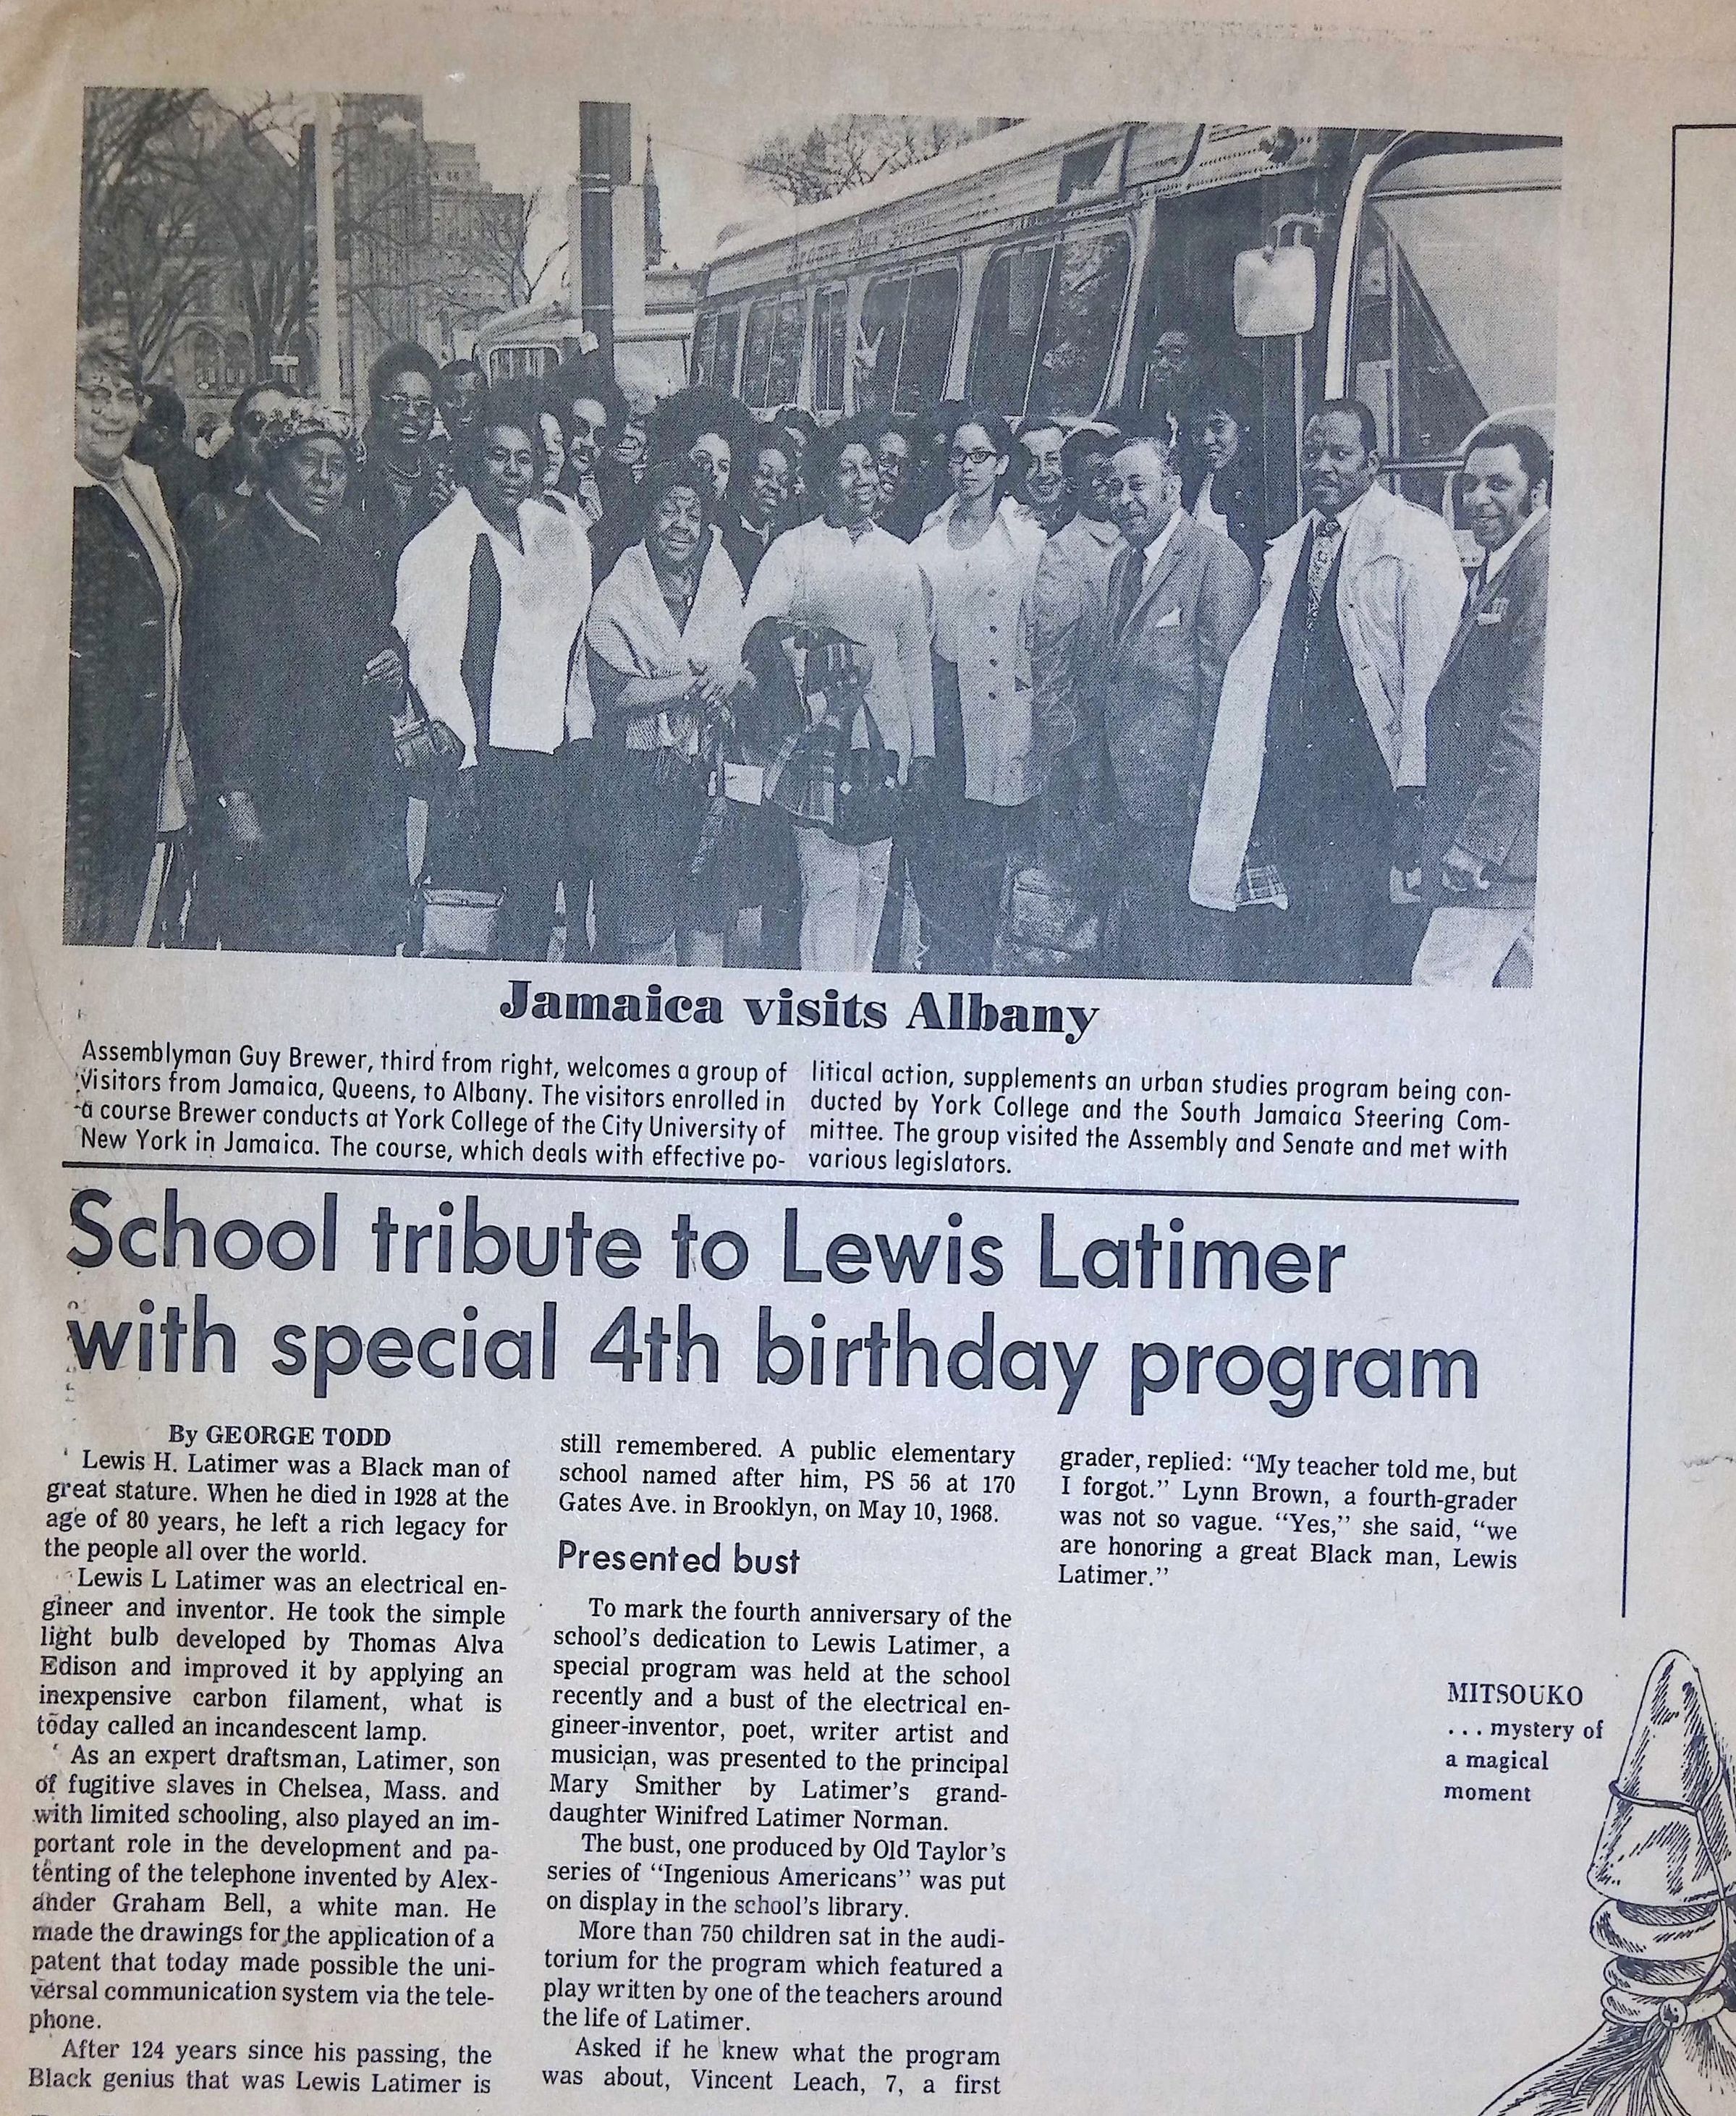 Jamaica visits Albany
Assemblyman Guy Brewer, third from right, welcomes a group of
visitors from Jamaica, Queens, to Albany. The visitors enrolled in
a course Brewer conducts at York College of the City University of
New York in Jamaica. The course, which deals with effective po-
litical action, supplements an urban studies program being con-
ducted by York College and the South Jamaica Steering Com-
mittee. The group visited the Assembly and Senate and met with
various legislators.
School tribute to Lewis Latimer
with special 4th birthday program
By GEORGE TODD
Lewis H. Latimer was a Black man of
great stature. When he died in 1928 at the
age of 80 years, he left a rich legacy for
the people all over the world.
Lewis L Latimer was an electrical en-
gineer and inventor. He took the simple
light bulb developed by Thomas Alva
Edison and improved it by applying an
inexpensive carbon filament, what is
today called an incandescent lamp.
As an expert draftsman, Latimer, son
of fugitive slaves in Chelsea, Mass. and
with limited schooling, also played an im-
portant role in the development and pa-
tenting of the telephone invented by Alex-
ander Graham Bell, a white man. He
made the drawings for the application of a
patent that today made possible the uni-
versal communication system via the tele-
phone.
After 124 years since his passing, the
Black genius that was Lewis Latimer is
still remembered. A public elementary
school named after him, PS 56 at 170
Gates Ave. in Brooklyn, on May 10, 1968.
Presented bust
To mark the fourth anniversary of the
school's dedication to Lewis Latimer, a
special program was held at the school
recently and a bust of the electrical en-
gineer-inventor, poet, writer artist and
musician, was presented to the principal
Mary Smither by Latimer's grand-
daughter Winifred Latimer Norman.
The bust, one produced by Old Taylor's
series of "Ingenious Americans" was put
on display in the school's library.
More than 750 children sat in the audi-
torium for the program which featured a
play written by one of the teachers around
the life of Latimer.
Asked if he knew what the program
was about, Vincent Leach, 7, a first
grader, replied: "My teacher told me, but
I forgot." Lynn Brown, a fourth-grader
was not so vague. "Yes," she said, "we
are honoring a great Black man, Lewis
Latimer."
MITSOUKO
. . . mystery of
a magical
moment